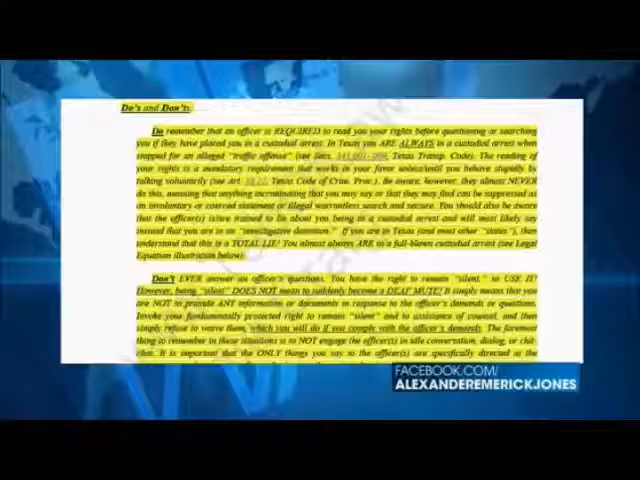 Do's and Don'ts.
Do remember that an officer is REQUIRED to read you your rights before questioning or searching
you if they have placed you in a custodial arrest. In Texas you are ALWAYS in a custodial arrest when
stopped for an alleged "traffic offense" (see Secs. 543.001-009, Texas Transp. Code). The reading of
your rights is a mandatory requirement that works in your favor unless/until you behave stupidly by
talking voluntarily (see Art. Texas Code of Crim. Proc.). Be aware, however, they almost NEVER
do this, meaning that anything incriminating that you may say or that they may find can be suppressed as
an involuntary or coerced statement or illegal warrantless search and seizure. You should also be aware
that the officer(s) is/are trained to lie about you being in a custodial arrest and will most likely say
instead that you are in an "investigative detention." If you are in Texas (and most other "states"), then
understand that this is a TOTAL LIE! You almost always ARE in a full-blown custodial arrest (see Legal
Equation illustration below).
Don't EVER answer an officer's questions. You have the right to remain "silent," so USE IT!
However, being "silent" DOES NOT mean to suddenly become a DEAF MUTE! It simply means that you
are NOT to provide ANY information or documents in response to the officer's demands or questions.
Invoke your fundamentally protected right to remain "silent" and to assistance of counsel, and then
simply refuse to waive them, which you will do if you comply with the officer's demands. The foremost
thing to remember in these situations is to NOT engage the officer(s) in idle conversation, dialog, or chit-
chat. It is important that the ONLY things you say to the officer(s) are specifically directed at the
FACEBOOK.COM/
ALEXANDEREMERICKJONES